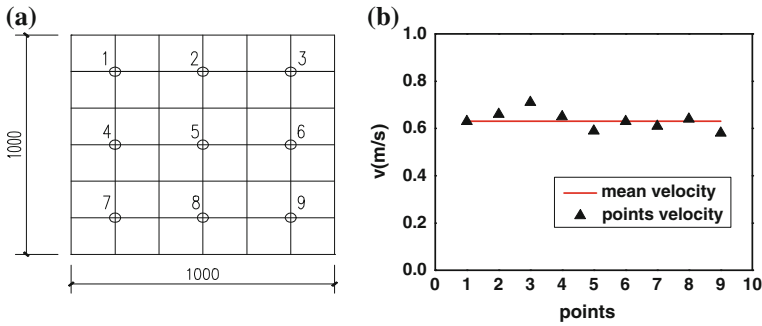 (a)
1 2 3
4 5 6
7 8 9
1000
1000
(b)
v(m/s)
1.0
0.8
0.6
0.4
0.2
0.0
mean velocity
points velocity
0 1 2 3 4 5 6 7 8 9 10
points